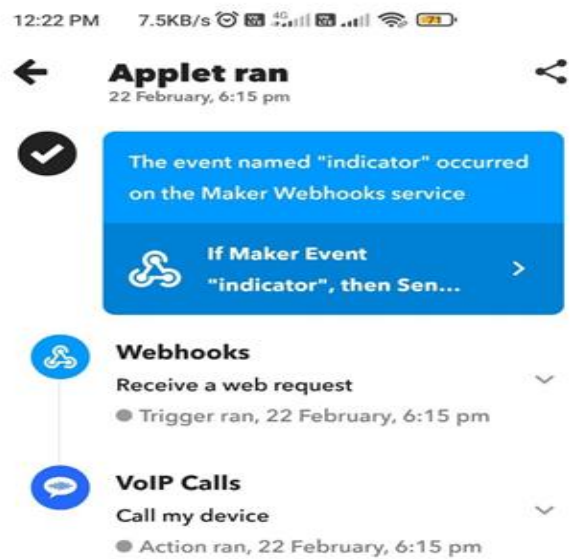 12:22 PM 7.5KB/s 4G 71
Applet ran
22 February, 6:15 pm
The event named "indicator" occurred
on the Maker Webhooks service
If Maker Event
"indicator", then Sen...
Webhooks
Receive a web request
Trigger ran, 22 February, 6:15 pm
VoIP Calls
Call my device
Action ran, 22 February, 6:15 pm